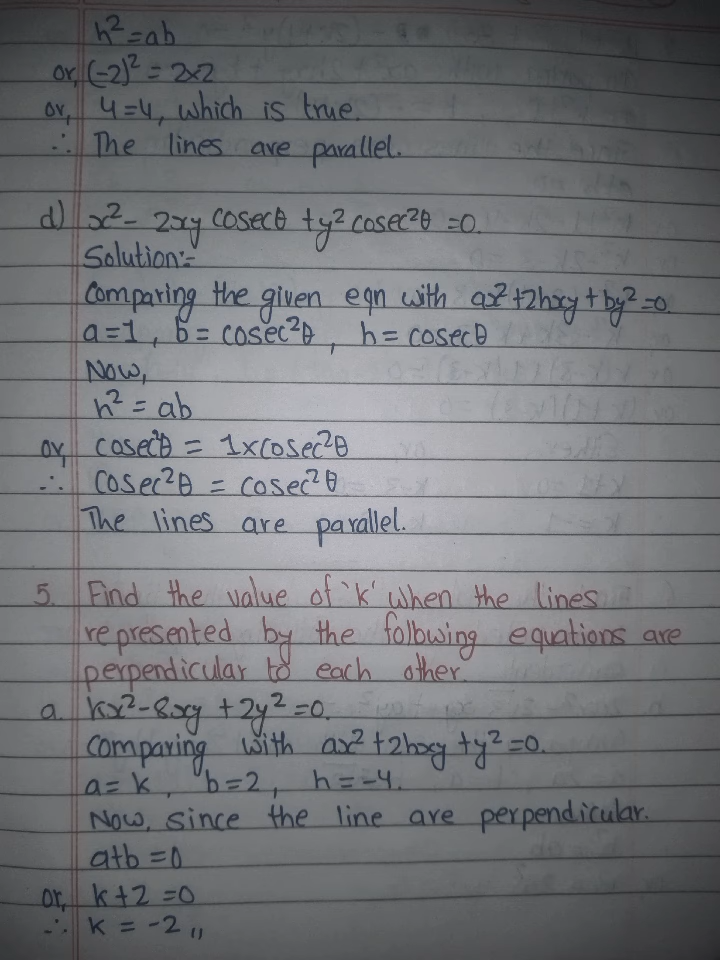 h² = ab
or, (-2)² = 2×2
or, 4 = 4, which is true.
∴ The lines are parallel.
d) x² - 2xy cosecθ + y² cosec²θ = 0.
Solution:-
Comparing the given eqn with ax² + 2hxy + by² = 0.
a = 1, b = cosec²θ, h = cosecθ
Now,
h² = ab
or, cosec²θ = 1×cosec²θ
∴ cosec²θ = cosec²θ
The lines are parallel.
5. Find the value of 'k' when the lines
represented by the following equations are
perpendicular to each other.
a. kx² - 8xy + 2y² = 0.
Comparing with ax² + 2hxy + y² = 0.
a = k, b = 2, h = -4.
Now, since the line are perpendicular.
a+b = 0
or, k+2 = 0
∴ k = -2 ,,